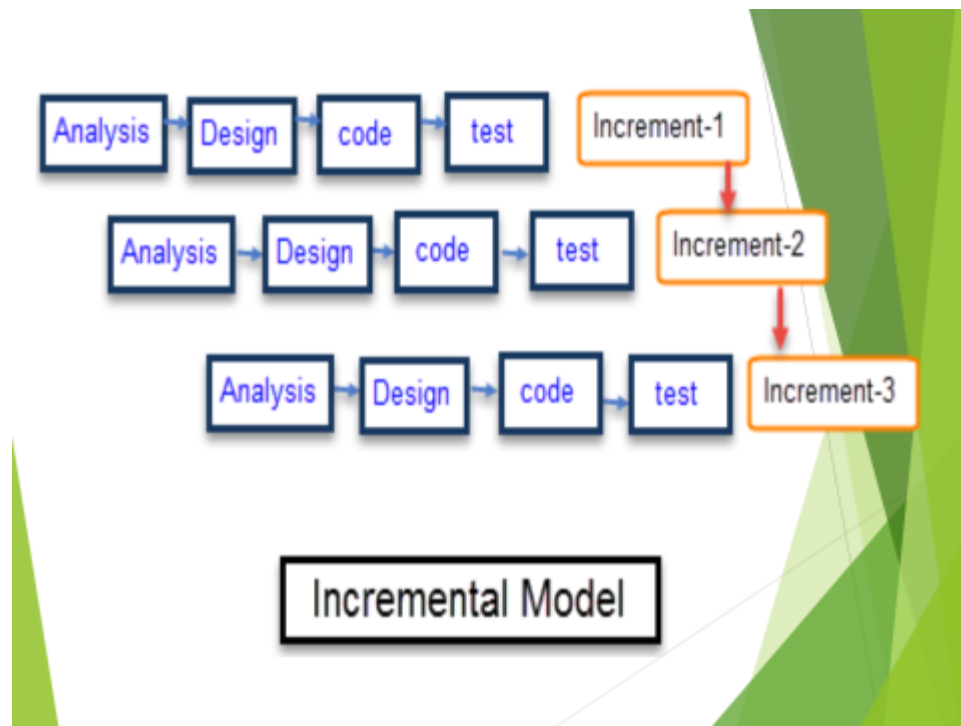 Analysis Design code test Increment-1
Analysis Design code test Increment-2
Analysis Design code test Increment-3
Incremental Model